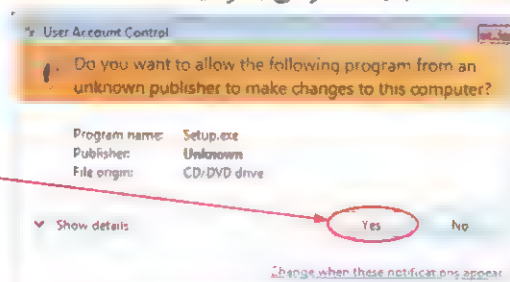 User Account Control
Do you want to allow the following program from an
unknown publisher to make changes to this computer?
Program name: Setup.exe
Publisher: Unknown
File origin: CD/DVD drive
Show details
Yes No
Change when these notifications appear